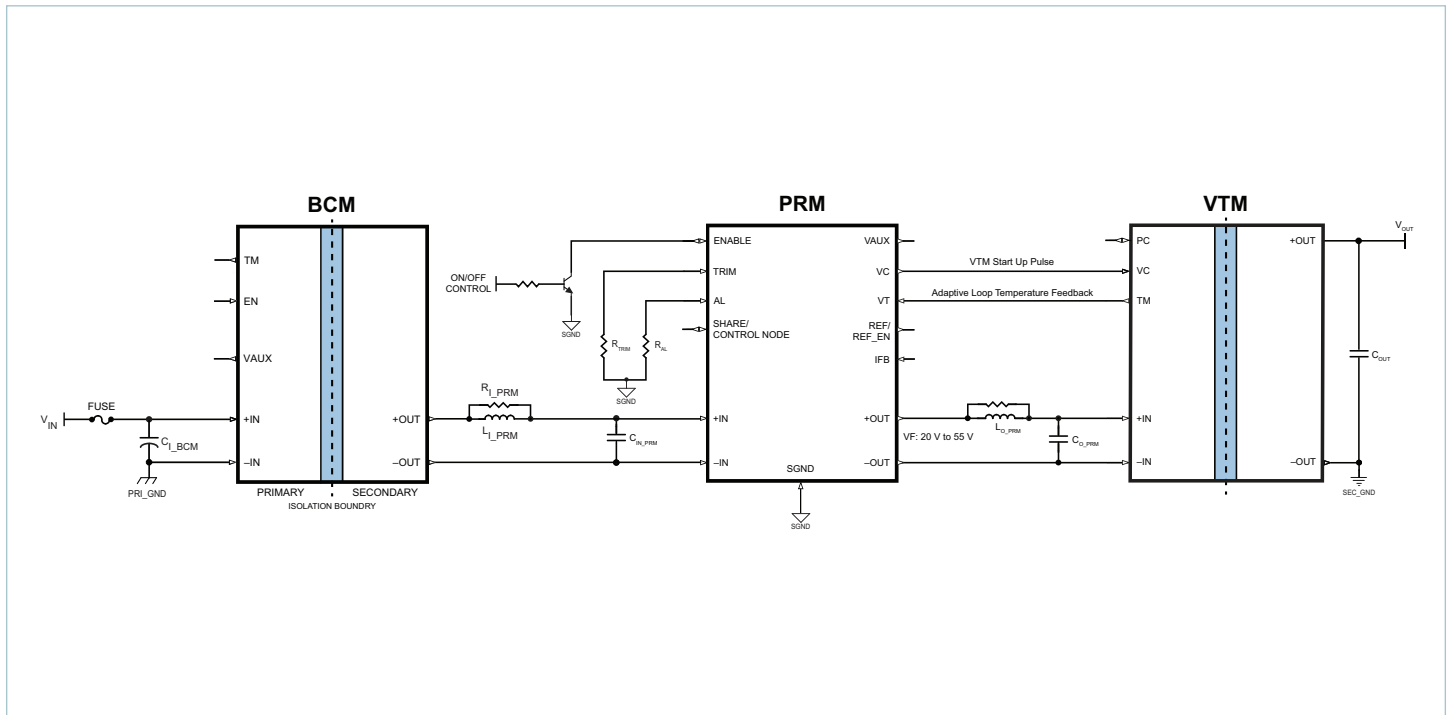 BCM
TM
EN
VAUX
V_IN
FUSE
+IN
C_I_BCM
–IN
PRI_GND
PRIMARY
SECONDARY
ISOLATION BOUNDRY
+OUT
–OUT
R_I_PRM
L_I_PRM
C_IN_PRM
ON/OFF
CONTROL
SGND
R_TRIM
R_AL
SGND
PRM
ENABLE
TRIM
AL
SHARE/
CONTROL NODE
+IN
–IN
SGND
SGND
VAUX
VC
VT
REF/
REF_EN
IFB
+OUT
VF: 20 V to 55 V
–OUT
VTM Start Up Pulse
Adaptive Loop Temperature Feedback
L_O_PRM
C_O_PRM
VTM
PC
VC
TM
+IN
–IN
+OUT
–OUT
V_OUT
C_OUT
SEC_GND